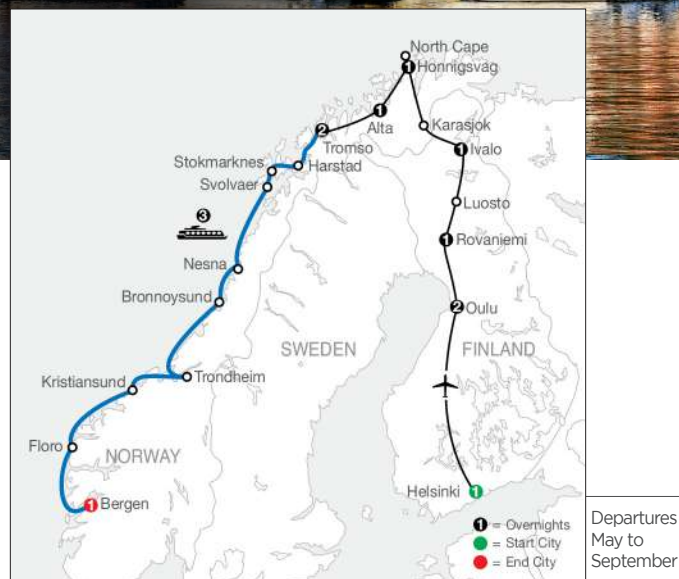 North Cape
1
Honnigsvag
1
Alta
Karasjok
2
Tromso
1
Ivalo
Stokmarknes
Harstad
Svolvaer
Luosto
3
1
Rovaniemi
Nesna
Bronnoysund
2
Oulu
SWEDEN
FINLAND
Kristiansund
Trondheim
Floro
NORWAY
Helsinki
1
1
Bergen
1 = Overnights
= Start City
= End City
Departures
May to
September